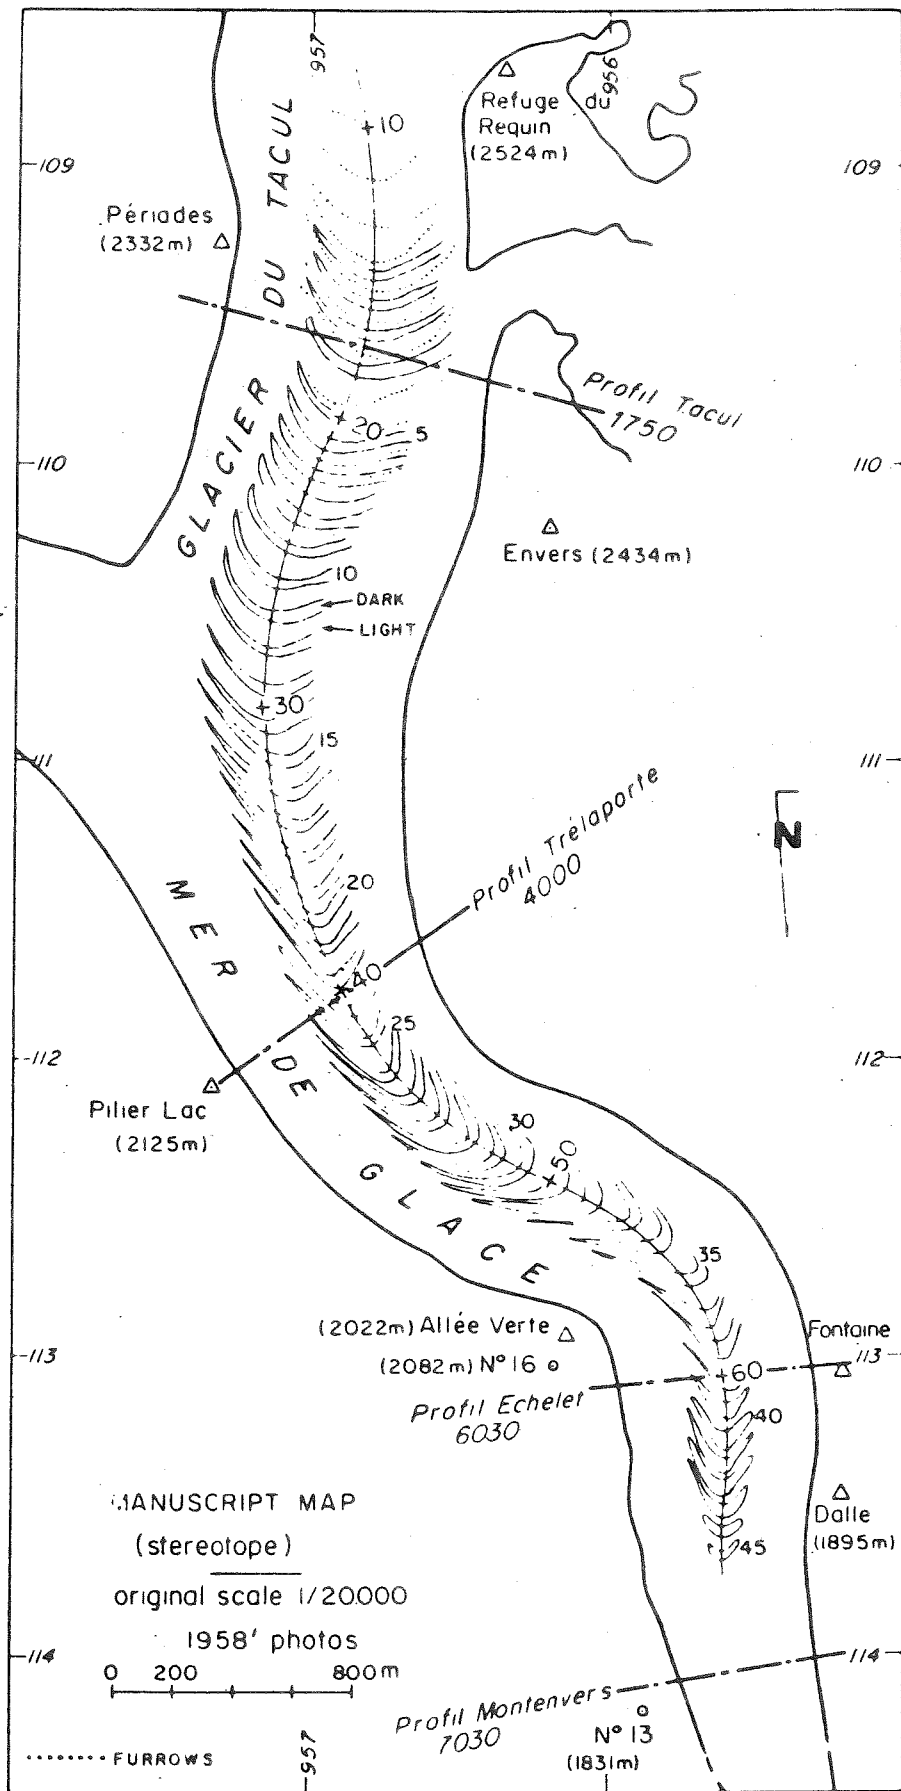 957
956
Refuge du
Requin
(2524m)
+10
109
109
Périades
(2332m)
GLACIER DU TACUL
Profil Tacul
1750
+20
5
110
110
Envers (2434m)
10
DARK
LIGHT
+30
15
111
111
N
Profil Trélaporte
4000
20
40
25
112
112
Pilier Lac
(2125m)
MER DE GLACE
30
+50
35
(2022m) Allée Verte
Fontaine
113
113
(2082m) N° 16
+60
Profil Echelet
6030
40
Dalle
(1895m)
45
MANUSCRIPT MAP
(stereotope)
original scale 1/20.000
1958' photos
0 200 800m
114
114
Profil Montenvers
7030
N° 13
(1831m)
957
FURROWS